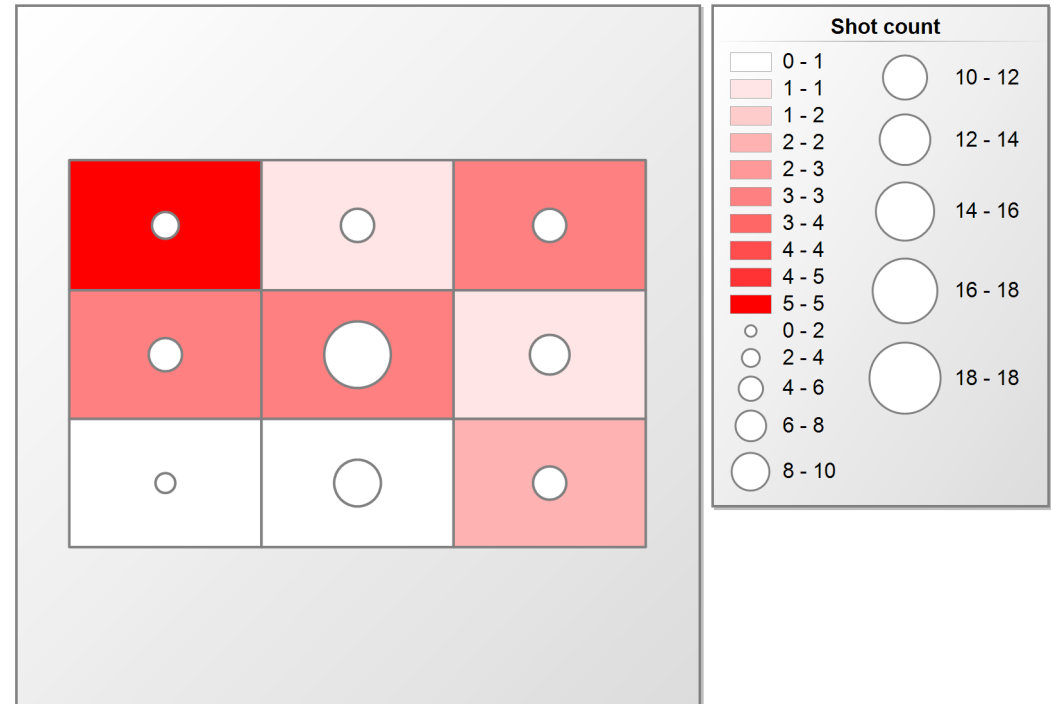 Shot count
0 - 1
1 - 1
1 - 2
2 - 2
2 - 3
3 - 3
3 - 4
4 - 4
4 - 5
5 - 5
0 - 2
2 - 4
4 - 6
6 - 8
8 - 10
10 - 12
12 - 14
14 - 16
16 - 18
18 - 18